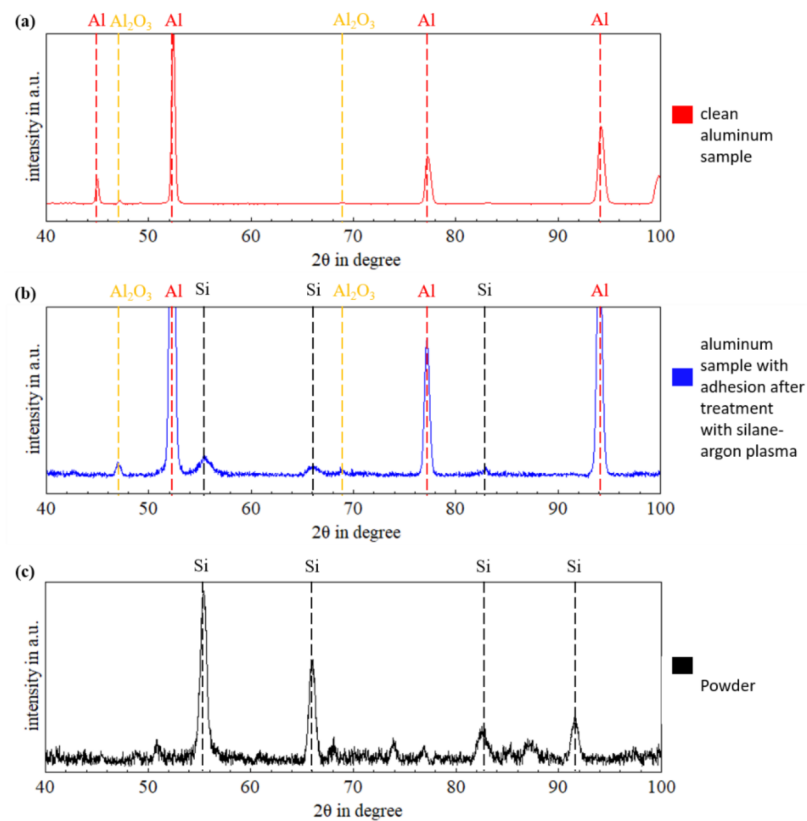 (a)
Al Al₂O₃ Al Al₂O₃ Al Al
intensity in a.u.
40 50 60 70 80 90 100
2θ in degree
clean
aluminum
sample
(b)
Al₂O₃ Al Si Si Al₂O₃ Al Si Al
intensity in a.u.
40 50 60 70 80 90 100
2θ in degree
aluminum
sample with
adhesion after
treatment
with silane-
argon plasma
(c)
Si Si Si Si
intensity in a.u.
40 50 60 70 80 90 100
2θ in degree
Powder